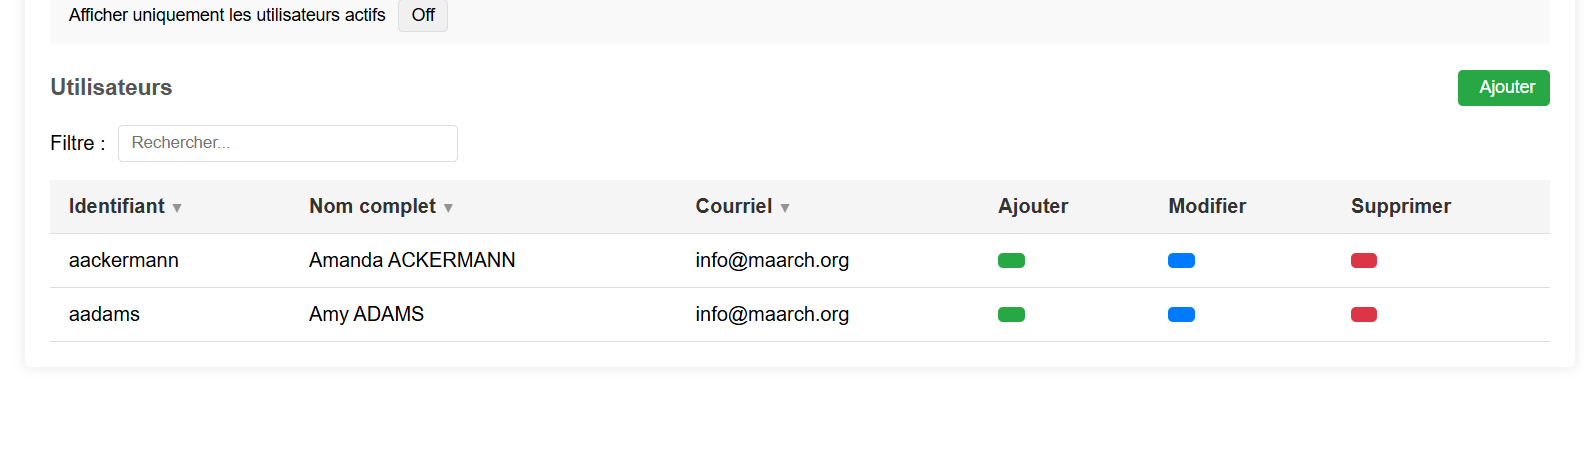 Afficher uniquement les utilisateurs actifs Off
Utilisateurs Ajouter
Filtre : Rechercher...
Identifiant ▼ Nom complet ▼ Courriel ▼ Ajouter Modifier Supprimer
aackermann Amanda ACKERMANN info@maarch.org
aadams Amy ADAMS info@maarch.org